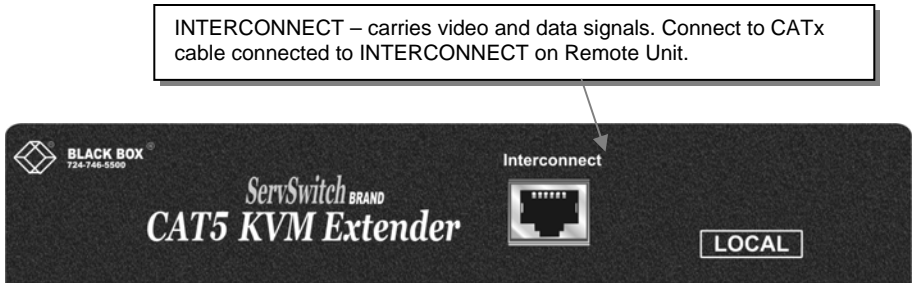 INTERCONNECT – carries video and data signals. Connect to CATx
cable connected to INTERCONNECT on Remote Unit.
BLACK BOX ®
724-746-5500
Interconnect
ServSwitch BRAND
CAT5 KVM Extender
LOCAL